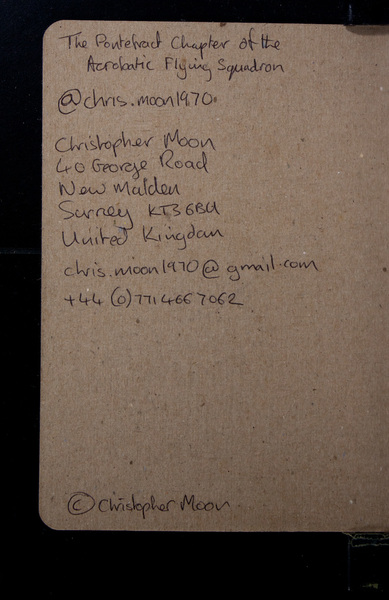 The Pontefract Chapter of the
Acrobatic Flying Squadron
@chris.moon1970
Christopher Moon
40 George Road
New Malden
Surrey KT3 6BU
United Kingdom
chris.moon1970@gmail.com
+44 (0)7714667062
© Christopher Moon